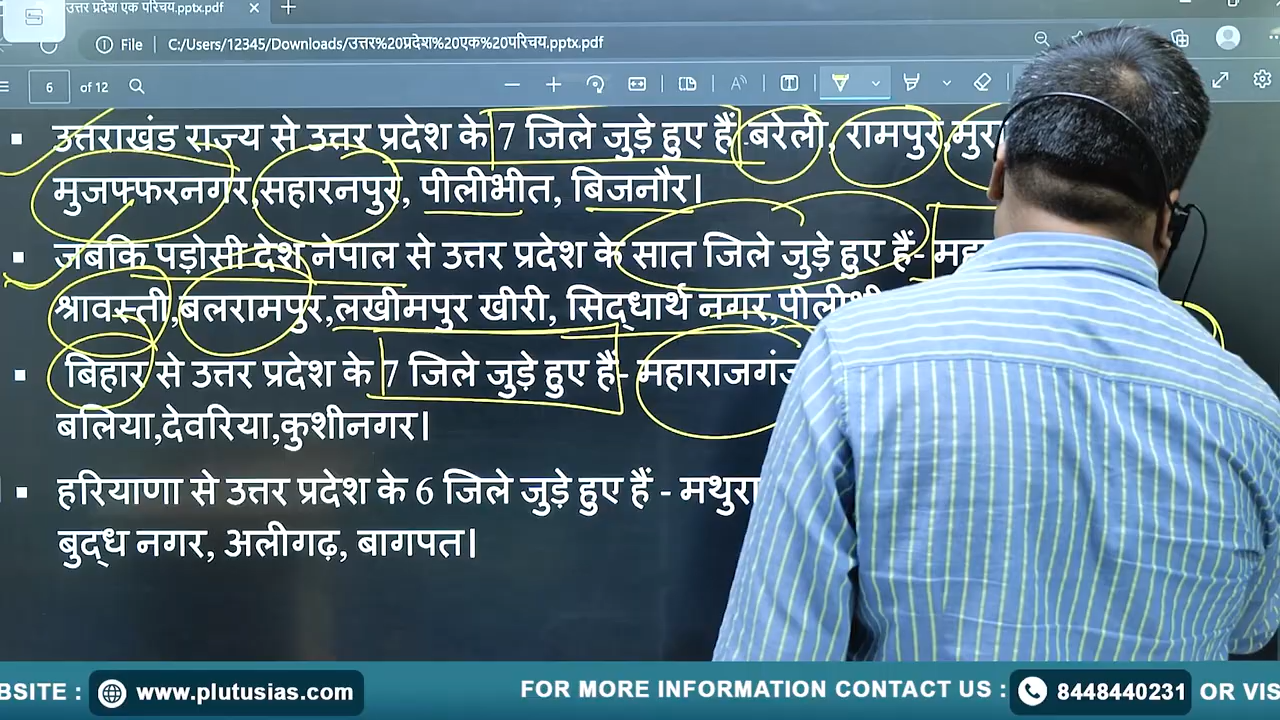 उत्तर प्रदेश एक परिचय.pptx.pdf
File C:/Users/12345/Downloads/उत्तर%20प्रदेश%20एक%20परिचय.pptx.pdf
6 of 12
▪ उत्तराखंड राज्य से उत्तर प्रदेश के 7 जिले जुड़े हुए हैं -बरेली, रामपुर,मुरा
मुजफ्फरनगर,सहारनपुर, पीलीभीत, बिजनौर।
▪ जबकि पड़ोसी देश नेपाल से उत्तर प्रदेश के सात जिले जुड़े हुए हैं-
श्रावस्ती,बलरामपुर,लखीमपुर खीरी, सिद्धार्थ नगर,
▪ बिहार से उत्तर प्रदेश के 7 जिले जुड़े हुए हैं- महाराजगंज
बलिया,देवरिया,कुशीनगर।
▪ हरियाणा से उत्तर प्रदेश के 6 जिले जुड़े हुए हैं - मथुरा
बुद्ध नगर, अलीगढ़, बागपत।
BSITE : www.plutusias.com FOR MORE INFORMATION CONTACT US : 8448440231 OR VIS